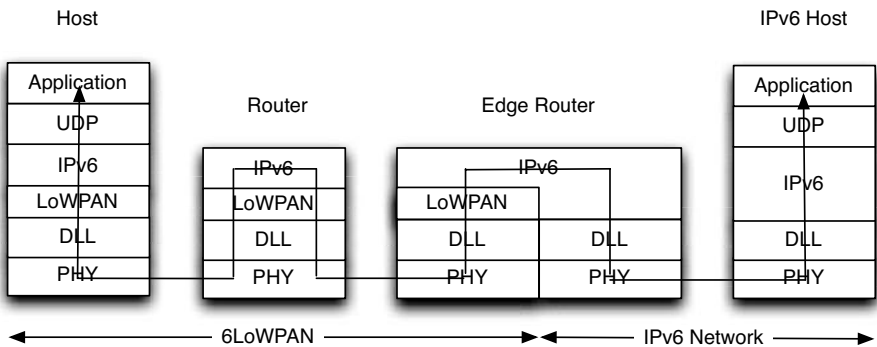 Host
IPv6 Host
Router
Edge Router
Application
UDP
IPv6
LoWPAN
DLL
PHY
IPv6
LoWPAN
DLL
PHY
IPv6
LoWPAN
DLL
DLL
PHY
PHY
Application
UDP
IPv6
DLL
PHY
6LoWPAN
IPv6 Network